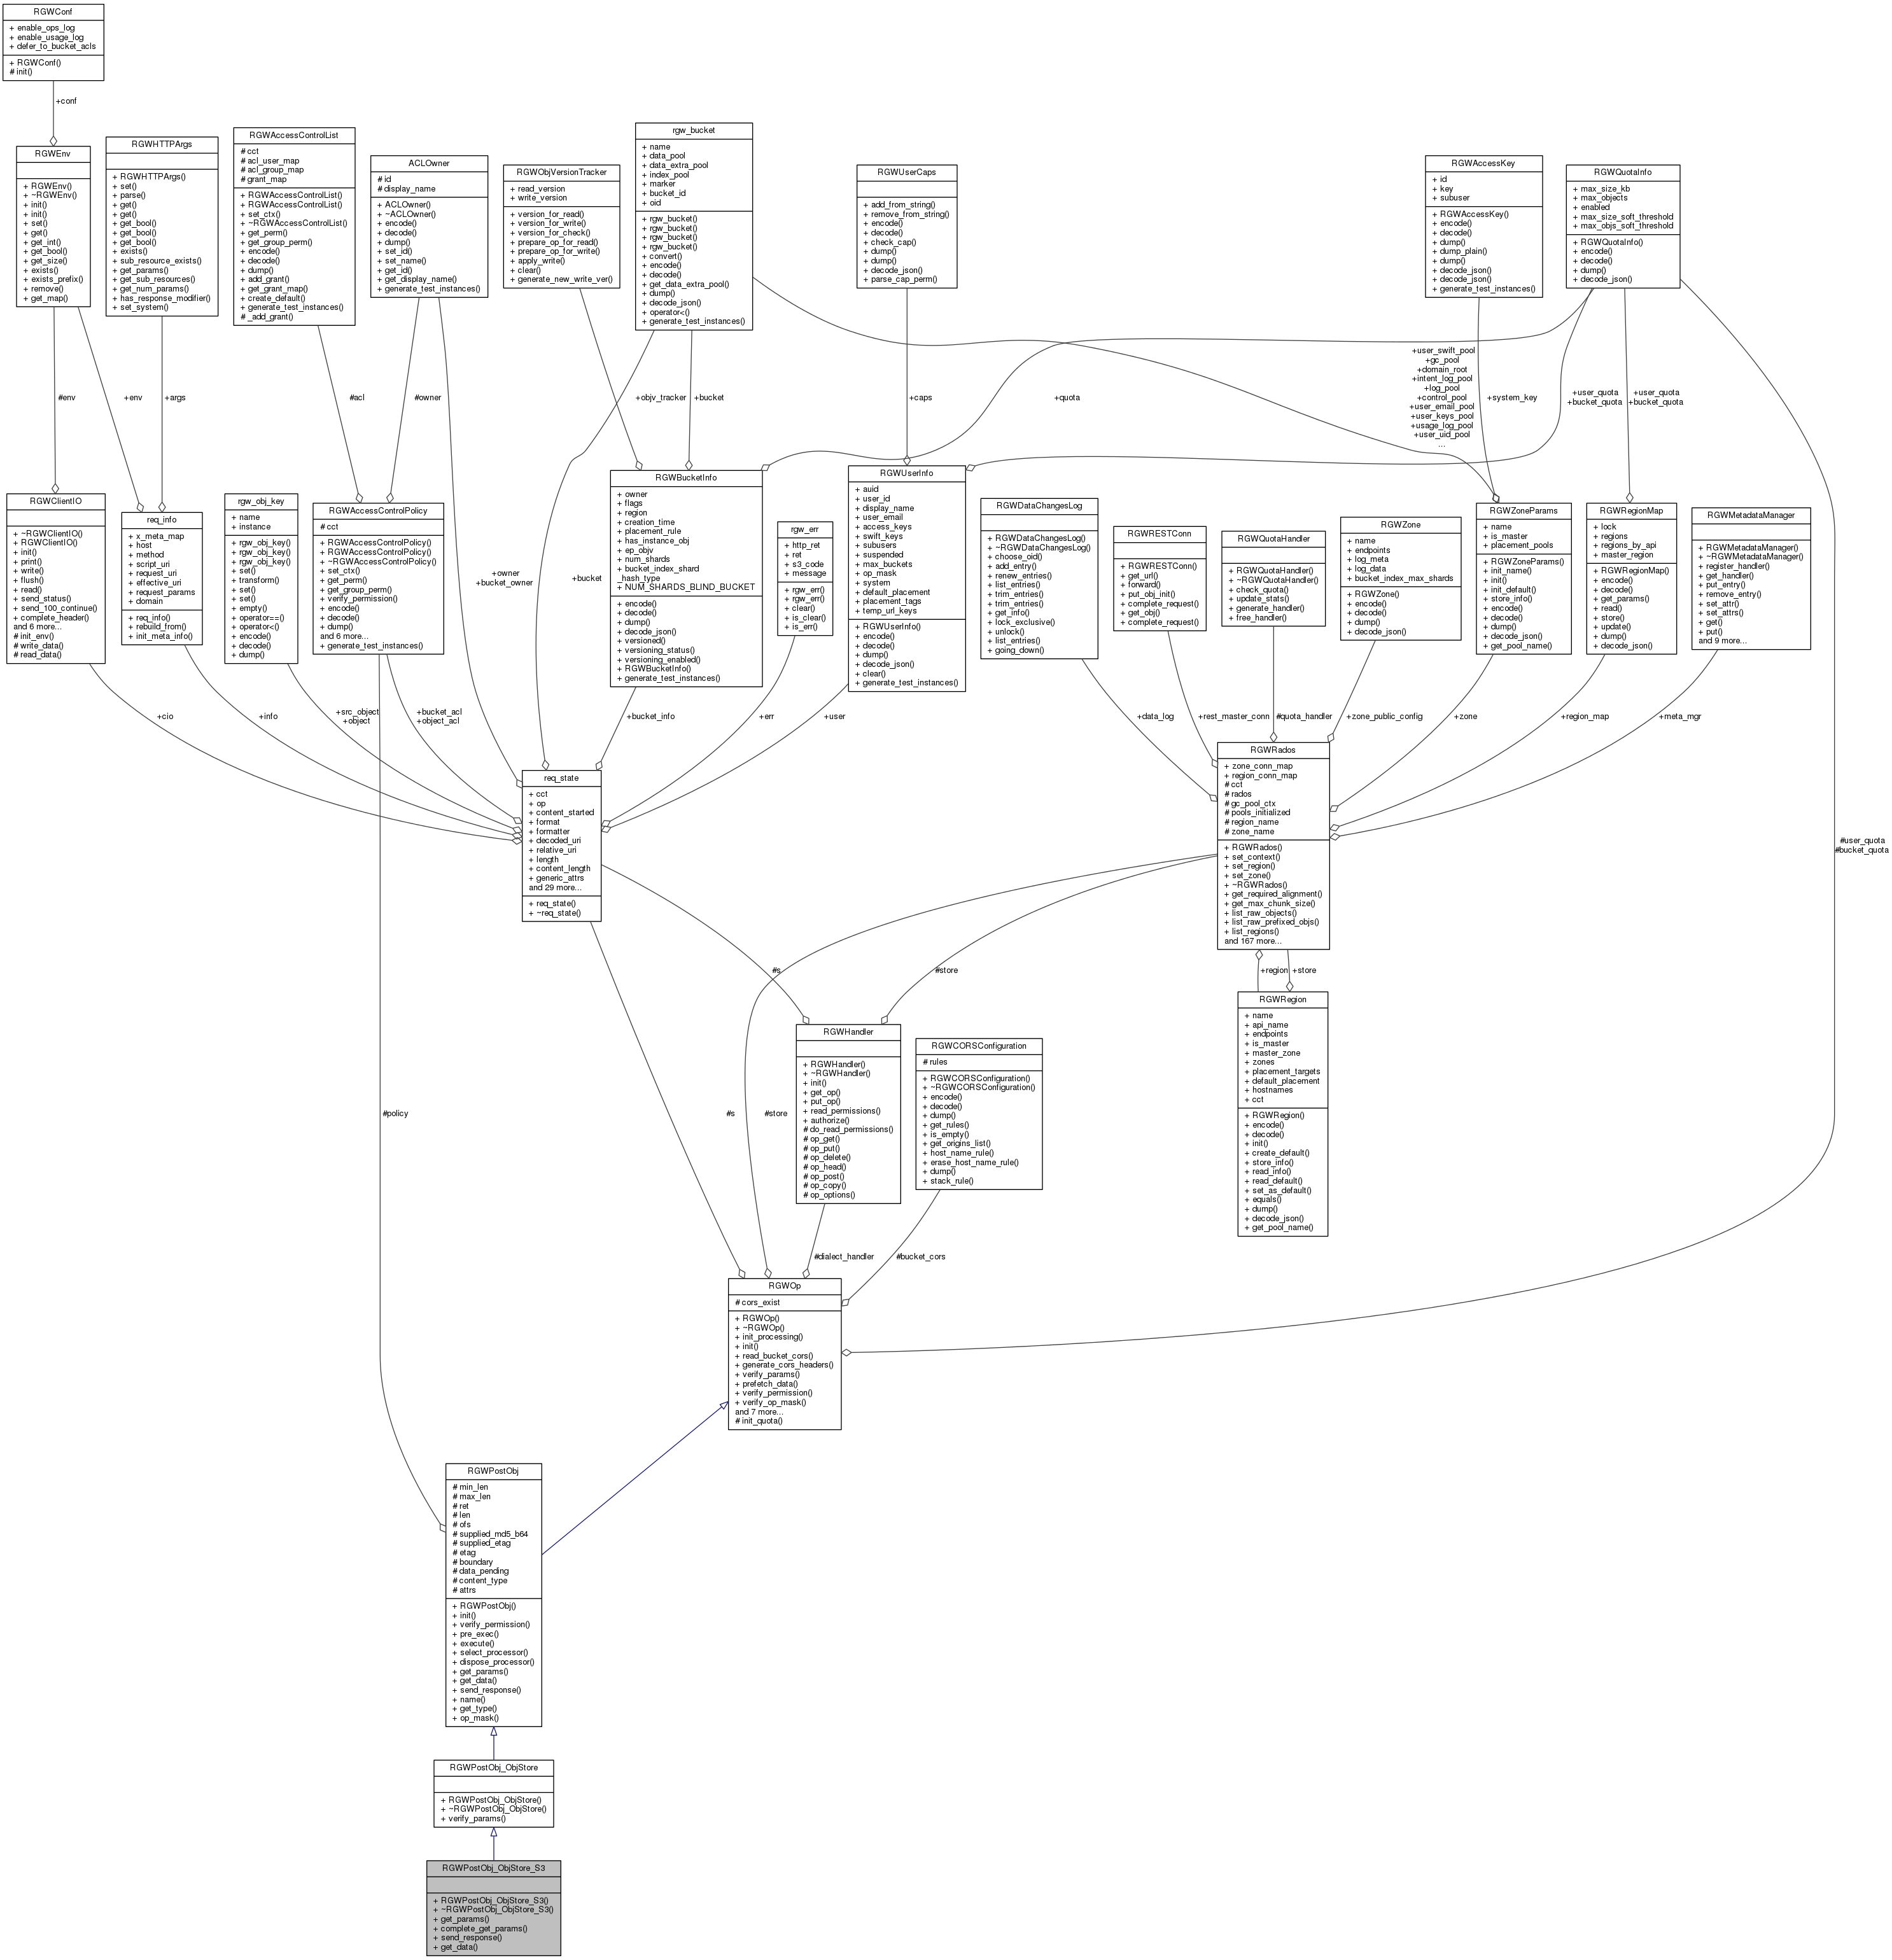 RGWConf
+ enable_ops_log
+ enable_usage_log
+ defer_to_bucket_acls
+ RGWConf()
# init()
+conf
RGWEnv
+ RGWEnv()
+ ~RGWEnv()
+ init()
+ init()
+ set()
+ get()
+ get_int()
+ get_bool()
+ get_size()
+ exists()
+ exists_prefix()
+ remove()
+ get_map()
RGWHTTPArgs
+ RGWHTTPArgs()
+ set()
+ parse()
+ get()
+ get()
+ get_bool()
+ get_bool()
+ get_bool()
+ exists()
+ sub_resource_exists()
+ get_params()
+ get_sub_resources()
+ get_num_params()
+ has_response_modifier()
+ set_system()
RGWAccessControlList
# cct
# acl_user_map
# acl_group_map
# grant_map
+ RGWAccessControlList()
+ RGWAccessControlList()
+ set_ctx()
+ ~RGWAccessControlList()
+ get_perm()
+ get_group_perm()
+ encode()
+ decode()
+ dump()
+ add_grant()
+ get_grant_map()
+ create_default()
+ generate_test_instances()
# _add_grant()
ACLOwner
# id
# display_name
+ ACLOwner()
+ ~ACLOwner()
+ encode()
+ decode()
+ dump()
+ set_id()
+ set_name()
+ get_id()
+ get_display_name()
+ generate_test_instances()
RGWObjVersionTracker
+ read_version
+ write_version
+ version_for_read()
+ version_for_write()
+ version_for_check()
+ prepare_op_for_read()
+ prepare_op_for_write()
+ apply_write()
+ clear()
+ generate_new_write_ver()
rgw_bucket
+ name
+ data_pool
+ data_extra_pool
+ index_pool
+ marker
+ bucket_id
+ oid
+ rgw_bucket()
+ rgw_bucket()
+ rgw_bucket()
+ rgw_bucket()
+ convert()
+ encode()
+ decode()
+ get_data_extra_pool()
+ dump()
+ decode_json()
+ operator<()
+ generate_test_instances()
RGWUserCaps
+ add_from_string()
+ remove_from_string()
+ encode()
+ decode()
+ check_cap()
+ dump()
+ dump()
+ decode_json()
+ parse_cap_perm()
RGWAccessKey
+ id
+ key
+ subuser
+ RGWAccessKey()
+ encode()
+ decode()
+ dump()
+ dump_plain()
+ dump()
+ decode_json()
+ decode_json()
+ generate_test_instances()
RGWQuotaInfo
+ max_size_kb
+ max_objects
+ enabled
+ max_size_soft_threshold
+ max_objs_soft_threshold
+ RGWQuotaInfo()
+ encode()
+ decode()
+ dump()
+ decode_json()
#env
+env
+args
#acl
#owner
+objv_tracker
+bucket
+quota
+caps
+user_swift_pool
+gc_pool
+domain_root
+intent_log_pool
+log_pool
+control_pool
+user_email_pool
+user_keys_pool
+usage_log_pool
+user_uid_pool
...
+system_key
+user_quota
+bucket_quota
+user_quota
+bucket_quota
RGWClientIO
+ ~RGWClientIO()
+ RGWClientIO()
+ init()
+ print()
+ write()
+ flush()
+ read()
+ send_status()
+ send_100_continue()
+ complete_header()
and 6 more...
# init_env()
# write_data()
# read_data()
req_info
+ x_meta_map
+ host
+ method
+ script_uri
+ request_uri
+ effective_uri
+ request_params
+ domain
+ req_info()
+ rebuild_from()
+ init_meta_info()
rgw_obj_key
+ name
+ instance
+ rgw_obj_key()
+ rgw_obj_key()
+ rgw_obj_key()
+ set()
+ transform()
+ set()
+ set()
+ empty()
+ operator==()
+ operator<()
+ encode()
+ decode()
+ dump()
RGWAccessControlPolicy
# cct
+ RGWAccessControlPolicy()
+ RGWAccessControlPolicy()
+ ~RGWAccessControlPolicy()
+ set_ctx()
+ get_perm()
+ get_group_perm()
+ verify_permission()
+ encode()
+ decode()
+ dump()
and 6 more...
+ generate_test_instances()
+owner
+bucket_owner
+bucket
RGWBucketInfo
+ owner
+ flags
+ region
+ creation_time
+ placement_rule
+ has_instance_obj
+ ep_objv
+ num_shards
+ bucket_index_shard
_hash_type
+ NUM_SHARDS_BLIND_BUCKET
+ encode()
+ decode()
+ dump()
+ decode_json()
+ versioned()
+ versioning_status()
+ versioning_enabled()
+ RGWBucketInfo()
+ generate_test_instances()
rgw_err
+ http_ret
+ ret
+ s3_code
+ message
+ rgw_err()
+ rgw_err()
+ clear()
+ is_clear()
+ is_err()
RGWUserInfo
+ auid
+ user_id
+ display_name
+ user_email
+ access_keys
+ swift_keys
+ subusers
+ suspended
+ max_buckets
+ op_mask
+ system
+ default_placement
+ placement_tags
+ temp_url_keys
+ RGWUserInfo()
+ encode()
+ decode()
+ dump()
+ decode_json()
+ clear()
+ generate_test_instances()
RGWDataChangesLog
+ RGWDataChangesLog()
+ ~RGWDataChangesLog()
+ choose_oid()
+ add_entry()
+ renew_entries()
+ list_entries()
+ trim_entries()
+ trim_entries()
+ get_info()
+ lock_exclusive()
+ unlock()
+ list_entries()
+ going_down()
RGWRESTConn
+ RGWRESTConn()
+ get_url()
+ forward()
+ put_obj_init()
+ complete_request()
+ get_obj()
+ complete_request()
RGWQuotaHandler
+ RGWQuotaHandler()
+ ~RGWQuotaHandler()
+ check_quota()
+ update_stats()
+ generate_handler()
+ free_handler()
RGWZone
+ name
+ endpoints
+ log_meta
+ log_data
+ bucket_index_max_shards
+ RGWZone()
+ encode()
+ decode()
+ dump()
+ decode_json()
RGWZoneParams
+ name
+ is_master
+ placement_pools
+ RGWZoneParams()
+ init_name()
+ init()
+ init_default()
+ store_info()
+ encode()
+ decode()
+ dump()
+ decode_json()
+ get_pool_name()
RGWRegionMap
+ lock
+ regions
+ regions_by_api
+ master_region
+ RGWRegionMap()
+ encode()
+ decode()
+ get_params()
+ read()
+ store()
+ update()
+ dump()
+ decode_json()
RGWMetadataManager
+ RGWMetadataManager()
+ ~RGWMetadataManager()
+ register_handler()
+ get_handler()
+ put_entry()
+ remove_entry()
+ set_attr()
+ set_attrs()
+ get()
+ put()
and 9 more...
+cio
+info
+src_object
+object
+bucket_acl
+object_acl
+bucket_info
+err
+user
+data_log
+rest_master_conn
#quota_handler
+zone_public_config
+zone
+region_map
+meta_mgr
req_state
+ cct
+ op
+ content_started
+ format
+ formatter
+ decoded_uri
+ relative_uri
+ length
+ content_length
+ generic_attrs
and 29 more...
+ req_state()
+ ~req_state()
RGWRados
+ zone_conn_map
+ region_conn_map
# cct
# rados
# gc_pool_ctx
# pools_initialized
# region_name
# zone_name
+ RGWRados()
+ set_context()
+ set_region()
+ set_zone()
+ ~RGWRados()
+ get_required_alignment()
+ get_max_chunk_size()
+ list_raw_objects()
+ list_raw_prefixed_objs()
+ list_regions()
and 167 more...
#user_quota
#bucket_quota
#s
#store
+region
+store
RGWRegion
+ name
+ api_name
+ endpoints
+ is_master
+ master_zone
+ zones
+ placement_targets
+ default_placement
+ hostnames
+ cct
+ RGWRegion()
+ encode()
+ decode()
+ init()
+ create_default()
+ store_info()
+ read_info()
+ read_default()
+ set_as_default()
+ equals()
+ dump()
+ decode_json()
+ get_pool_name()
RGWHandler
+ RGWHandler()
+ ~RGWHandler()
+ init()
+ get_op()
+ put_op()
+ read_permissions()
+ authorize()
# do_read_permissions()
# op_get()
# op_put()
# op_delete()
# op_head()
# op_post()
# op_copy()
# op_options()
RGWCORSConfiguration
# rules
+ RGWCORSConfiguration()
+ ~RGWCORSConfiguration()
+ encode()
+ decode()
+ dump()
+ get_rules()
+ is_empty()
+ get_origins_list()
+ host_name_rule()
+ erase_host_name_rule()
+ dump()
+ stack_rule()
#policy
#s
#store
#dialect_handler
#bucket_cors
RGWOp
# cors_exist
+ RGWOp()
+ ~RGWOp()
+ init_processing()
+ init()
+ read_bucket_cors()
+ generate_cors_headers()
+ verify_params()
+ prefetch_data()
+ verify_permission()
+ verify_op_mask()
and 7 more...
# init_quota()
RGWPostObj
# min_len
# max_len
# ret
# len
# ofs
# supplied_md5_b64
# supplied_etag
# etag
# boundary
# data_pending
# content_type
# attrs
+ RGWPostObj()
+ init()
+ verify_permission()
+ pre_exec()
+ execute()
+ select_processor()
+ dispose_processor()
+ get_params()
+ get_data()
+ send_response()
+ name()
+ get_type()
+ op_mask()
RGWPostObj_ObjStore
+ RGWPostObj_ObjStore()
+ ~RGWPostObj_ObjStore()
+ verify_params()
RGWPostObj_ObjStore_S3
+ RGWPostObj_ObjStore_S3()
+ ~RGWPostObj_ObjStore_S3()
+ get_params()
+ complete_get_params()
+ send_response()
+ get_data()